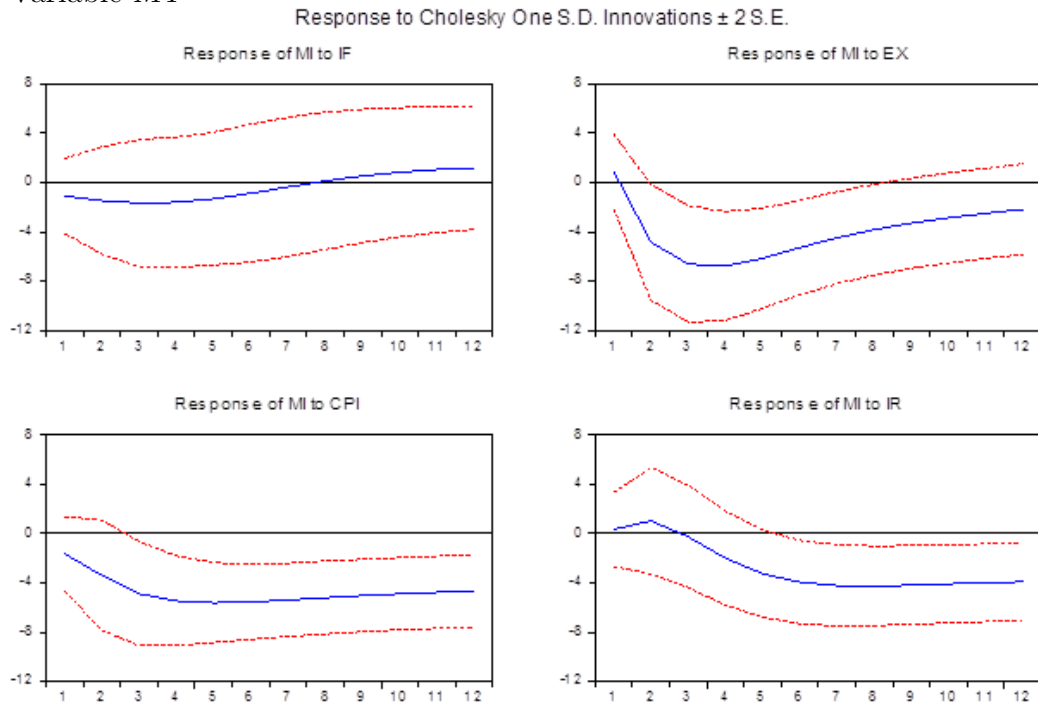 Response to Cholesky One S.D. Innovations ± 2 S.E.
Response of MI to IF
8
4
0
-4
-8
-12
1 2 3 4 5 6 7 8 9 10 11 12
Response of MI to EX
8
4
0
-4
-8
-12
1 2 3 4 5 6 7 8 9 10 11 12
Response of MI to CPI
8
4
0
-4
-8
-12
1 2 3 4 5 6 7 8 9 10 11 12
Response of MI to IR
8
4
0
-4
-8
-12
1 2 3 4 5 6 7 8 9 10 11 12